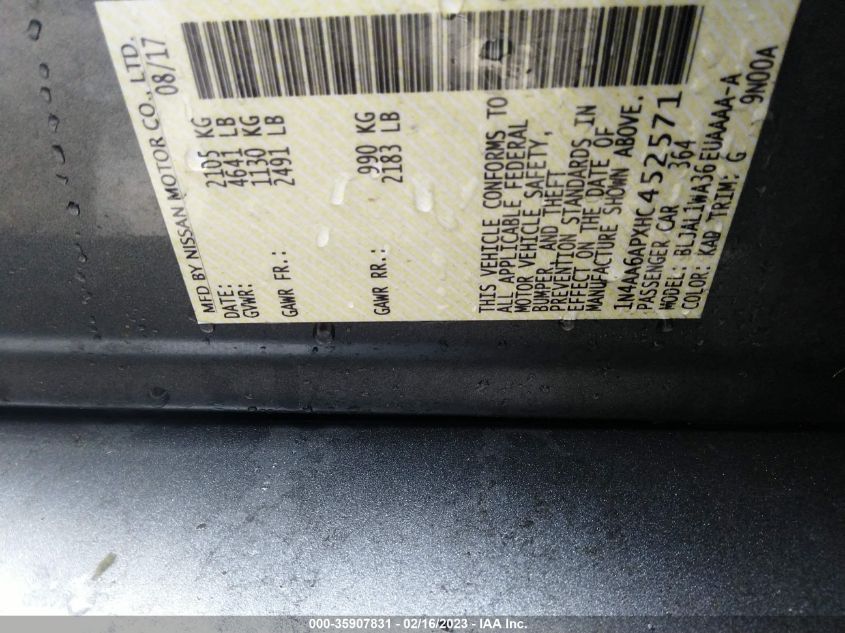 MFD BY NISSAN MOTOR CO., LTD.
DATE: 08/17
GVWR: 2105 KG
4641 LB
GAWR FR.: 1130 KG
2491 LB
GAWR RR.: 990 KG
2183 LB
THIS VEHICLE CONFORMS TO
ALL APPLICABLE FEDERAL
MOTOR VEHICLE SAFETY,
BUMPER, AND THEFT
PREVENTION STANDARDS IN
EFFECT ON THE DATE OF
MANUFACTURE SHOWN ABOVE.
1N4AA6APXHC452571
PASSENGER CAR 364
MODEL: BLJAL1WA36EUAAAA-A
COLOR: KAD TRIM: G 9N00A
000-35907831 - 02/16/2023 - IAA Inc.